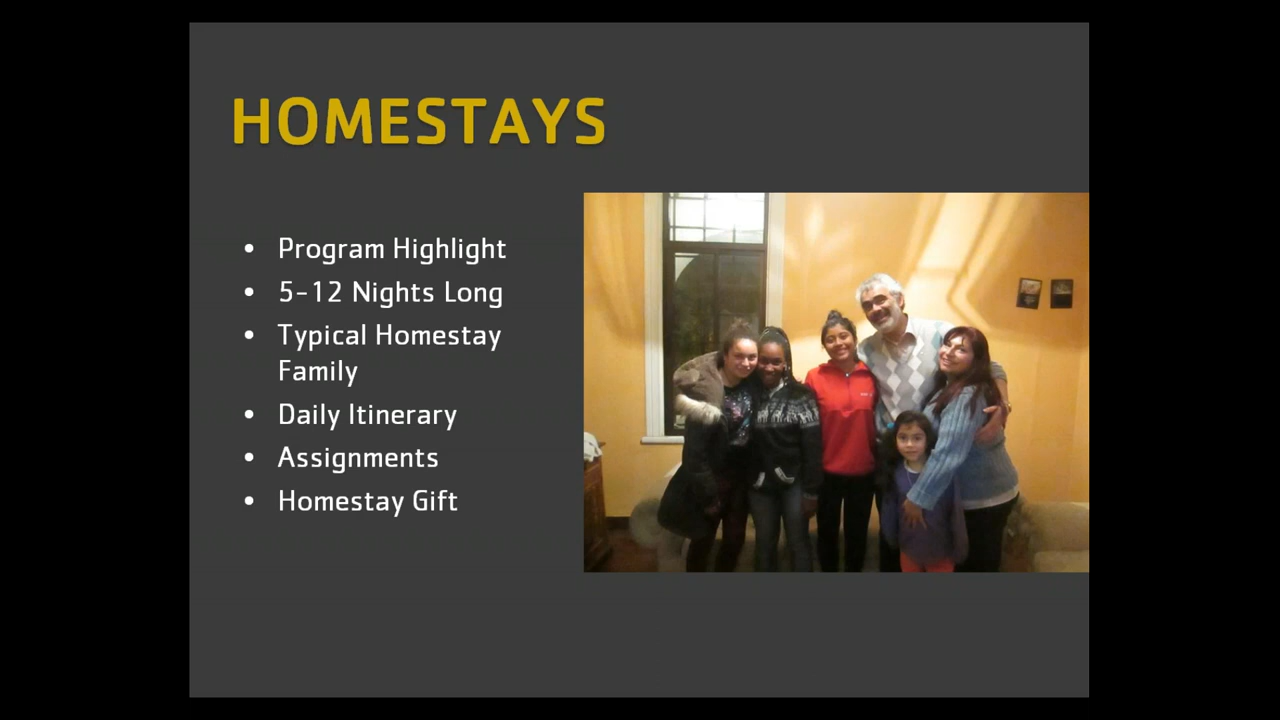 HOMESTAYS
• Program Highlight
• 5-12 Nights Long
• Typical Homestay
Family
• Daily Itinerary
• Assignments
• Homestay Gift